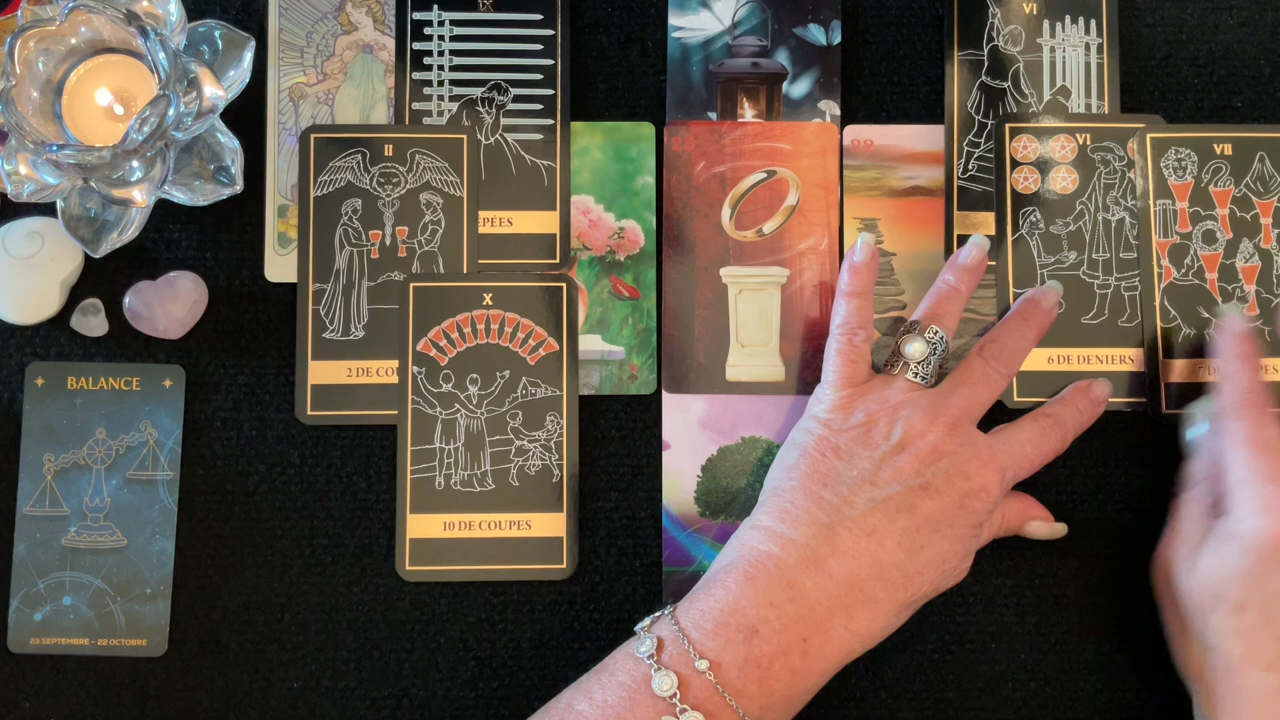 IX
VI
ÉPÉES
II
2 DE COU
X
10 DE COUPES
VI
6 DE DENIERS
VII
BALANCE
23 SEPTEMBRE - 22 OCTOBRE